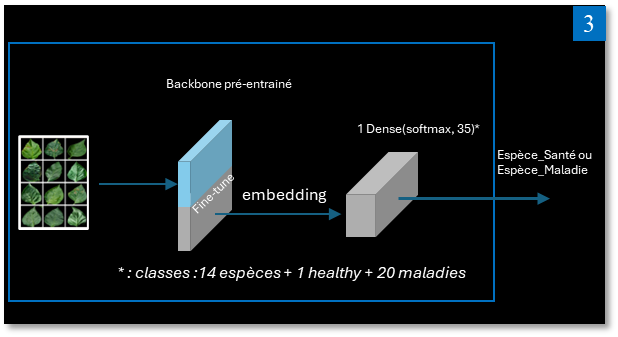 3
Backbone pré-entrainé
1 Dense(softmax, 35)*
Espèce_Santé ou
Espèce_Maladie
Fine-tune
embedding
* : classes :14 espèces + 1 healthy + 20 maladies